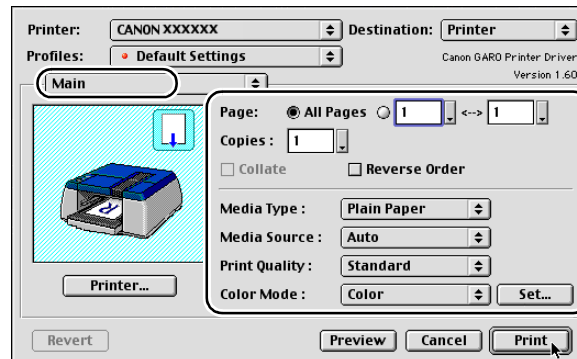 Printer: CANON XXXXXX Destination: Printer
Profiles: Default Settings Canon GARO Printer Driver
Version 1.60
Main
Page: All Pages 1 <--> 1
Copies : 1
Collate Reverse Order
Media Type : Plain Paper
Media Source : Auto
Print Quality : Standard
Printer...
Color Mode : Color Set...
Revert Preview Cancel Print